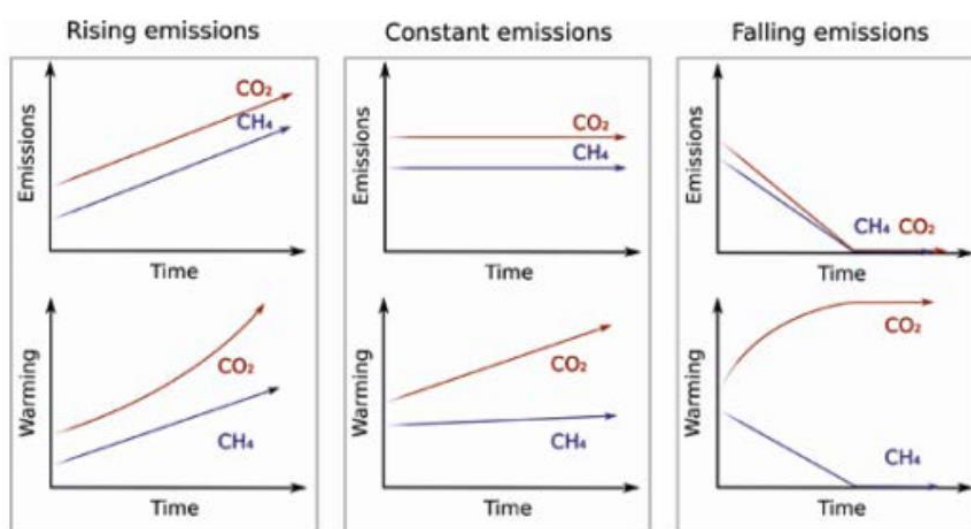 Rising emissions
Constant emissions
Falling emissions
Emissions
CO₂
CH₄
Time
Emissions
CO₂
CH₄
Time
Emissions
CH₄ CO₂
Time
Warming
CO₂
CH₄
Time
Warming
CO₂
CH₄
Time
Warming
CO₂
CH₄
Time